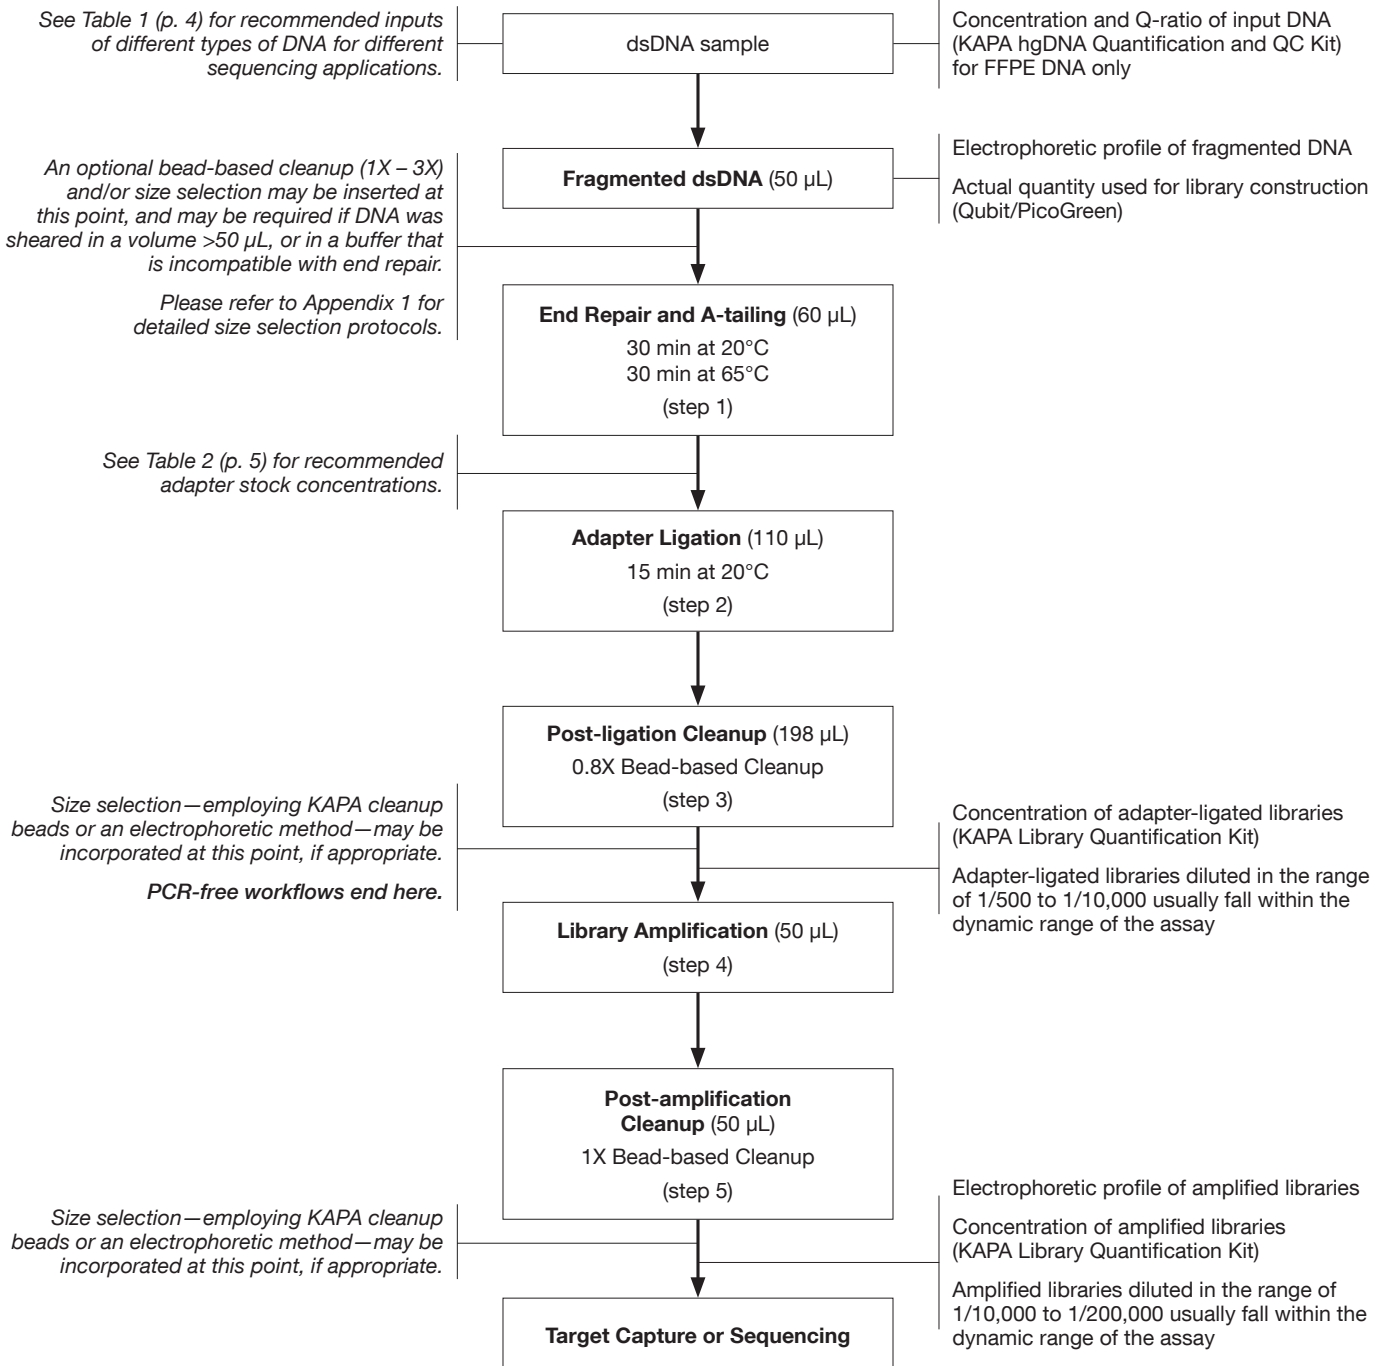 See Table 1 (p. 4) for recommended inputs
of different types of DNA for different
sequencing applications.
dsDNA sample
Concentration and Q-ratio of input DNA
(KAPA hgDNA Quantification and QC Kit)
for FFPE DNA only
Fragmented dsDNA (50 µL)
Electrophoretic profile of fragmented DNA
Actual quantity used for library construction
(Qubit/PicoGreen)
An optional bead-based cleanup (1X – 3X)
and/or size selection may be inserted at
this point, and may be required if DNA was
sheared in a volume >50 µL, or in a buffer that
is incompatible with end repair.
Please refer to Appendix 1 for
detailed size selection protocols.
End Repair and A-tailing (60 µL)
30 min at 20°C
30 min at 65°C
(step 1)
See Table 2 (p. 5) for recommended
adapter stock concentrations.
Adapter Ligation (110 µL)
15 min at 20°C
(step 2)
Post-ligation Cleanup (198 µL)
0.8X Bead-based Cleanup
(step 3)
Size selection—employing KAPA cleanup
beads or an electrophoretic method—may be
incorporated at this point, if appropriate.
PCR-free workflows end here.
Concentration of adapter-ligated libraries
(KAPA Library Quantification Kit)
Adapter-ligated libraries diluted in the range
of 1/500 to 1/10,000 usually fall within the
dynamic range of the assay
Library Amplification (50 µL)
(step 4)
Post-amplification
Cleanup (50 µL)
1X Bead-based Cleanup
(step 5)
Size selection—employing KAPA cleanup
beads or an electrophoretic method—may be
incorporated at this point, if appropriate.
Electrophoretic profile of amplified libraries
Concentration of amplified libraries
(KAPA Library Quantification Kit)
Amplified libraries diluted in the range of
1/10,000 to 1/200,000 usually fall within the
dynamic range of the assay
Target Capture or Sequencing